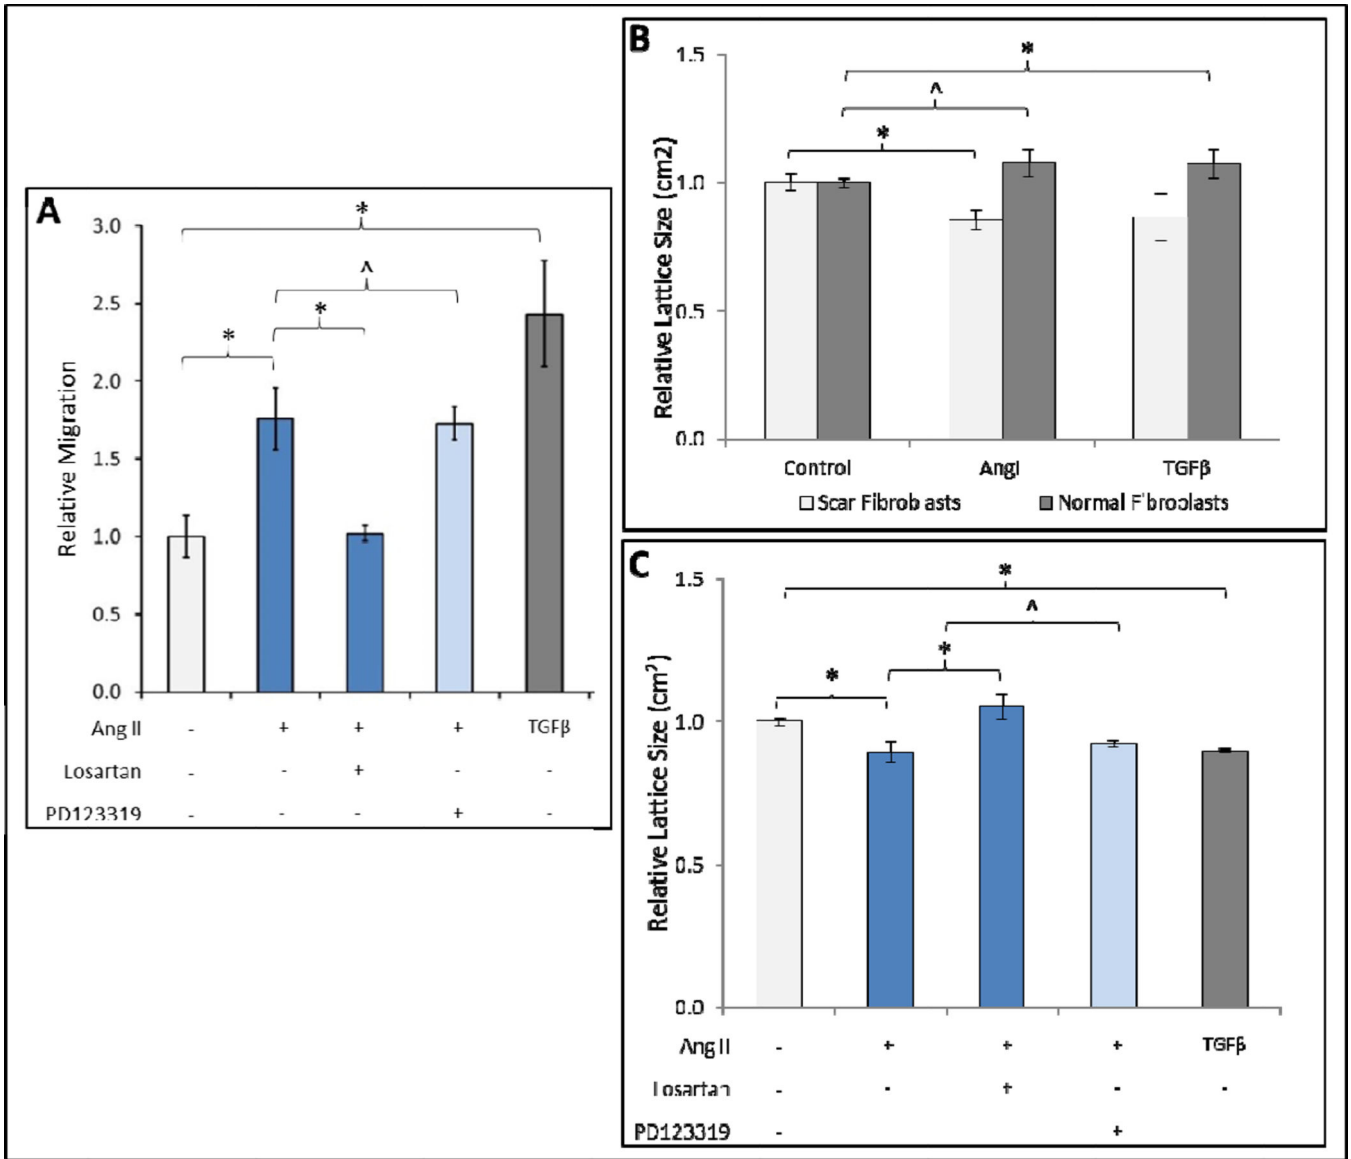 A
3.0
2.5
2.0
1.5
1.0
0.5
0.0
Relative Migration
*
^
*
*
Ang II - + + + TGFβ
Losartan - - + - -
PD123319 - - - + -
B
1.5
1.0
0.5
0.0
Relative Lattice Size (cm2)
*
^
*
Control AngI TGFβ
Scar Fibroblasts Normal Fibroblasts
C
1.5
1.0
0.5
0.0
Relative Lattice Size (cm²)
*
^
*
*
Ang II - + + + TGFβ
Losartan - - + - -
PD123319 - +